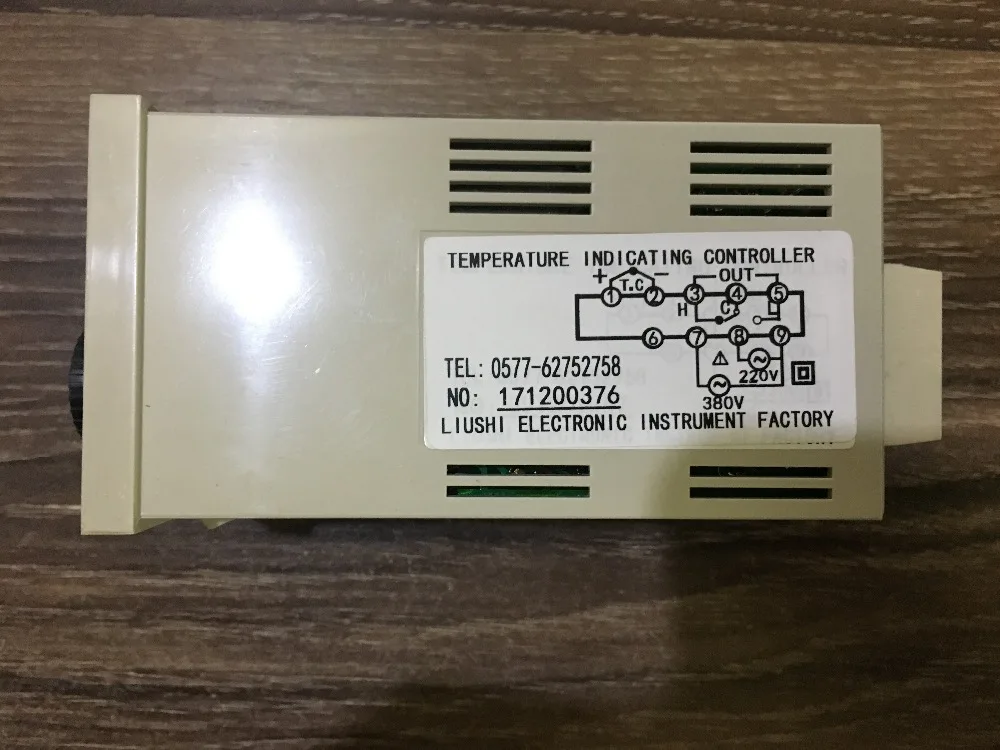 TEMPERATURE INDICATING CONTROLLER
+ T.C - OUT
1 2 3 4 5
H C
6 7 8 9
220V
380V
TEL: 0577-62752758
NO: 171200376
LIUSHI ELECTRONIC INSTRUMENT FACTORY